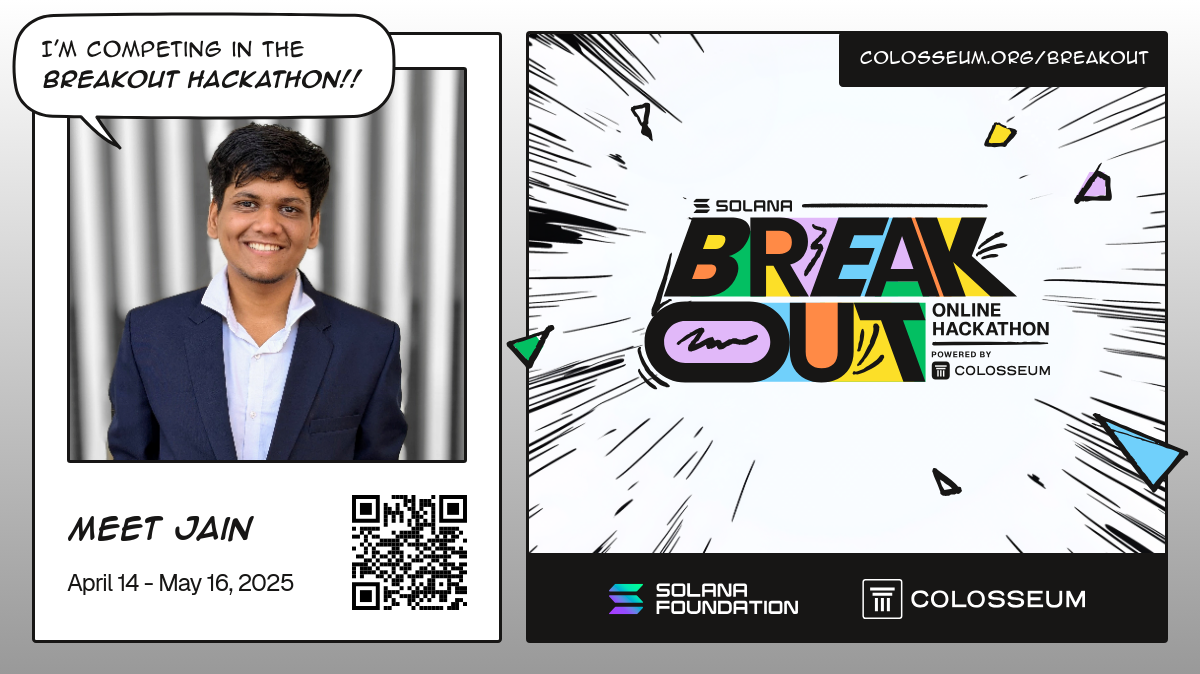 I'M COMPETING IN THE
BREAKOUT HACKATHON!!
MEET JAIN
April 14 - May 16, 2025
COLOSSEUM.ORG/BREAKOUT
SOLANA
BREAK
OUT
ONLINE
HACKATHON
POWERED BY
COLOSSEUM
SOLANA
FOUNDATION
COLOSSEUM